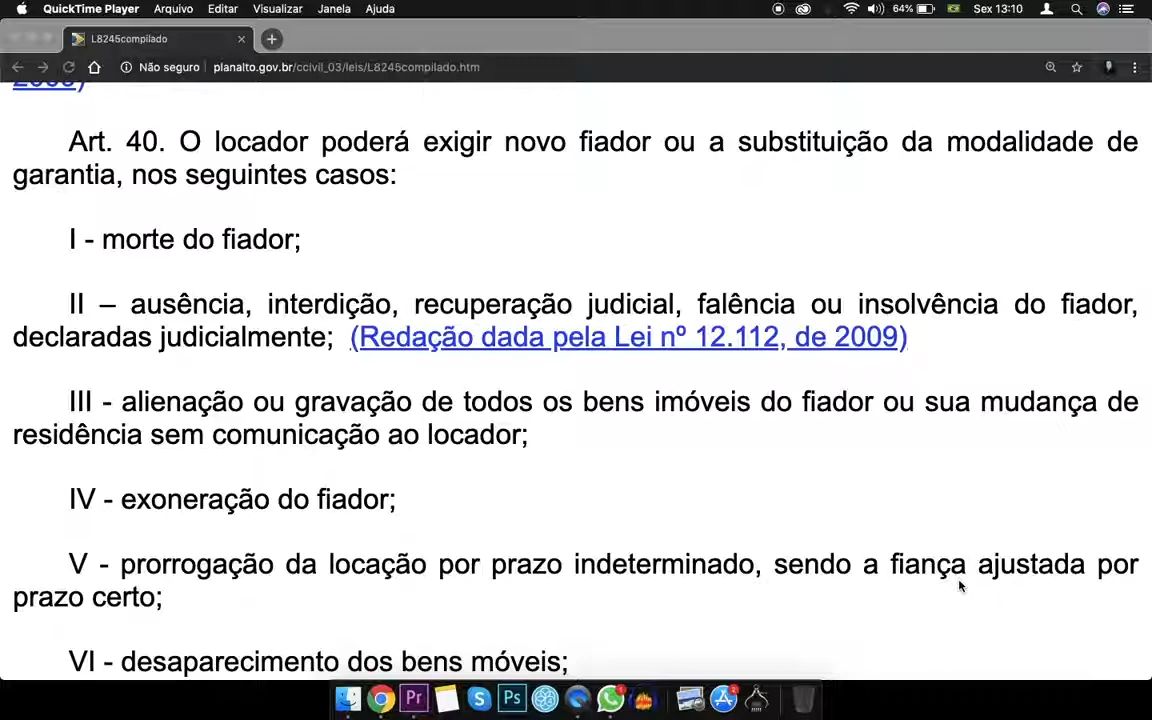 QuickTime Player Arquivo Editar Visualizar Janela Ajuda 64% Sex 13:10
L8245compilado
Não seguro planalto.gov.br/ccivil_03/leis/L8245compilado.htm
2009)
Art. 40. O locador poderá exigir novo fiador ou a substituição da modalidade de
garantia, nos seguintes casos:
I - morte do fiador;
II – ausência, interdição, recuperação judicial, falência ou insolvência do fiador,
declaradas judicialmente; (Redação dada pela Lei nº 12.112, de 2009)
III - alienação ou gravação de todos os bens imóveis do fiador ou sua mudança de
residência sem comunicação ao locador;
IV - exoneração do fiador;
V - prorrogação da locação por prazo indeterminado, sendo a fiança ajustada por
prazo certo;
VI - desaparecimento dos bens móveis;
Pr Ps